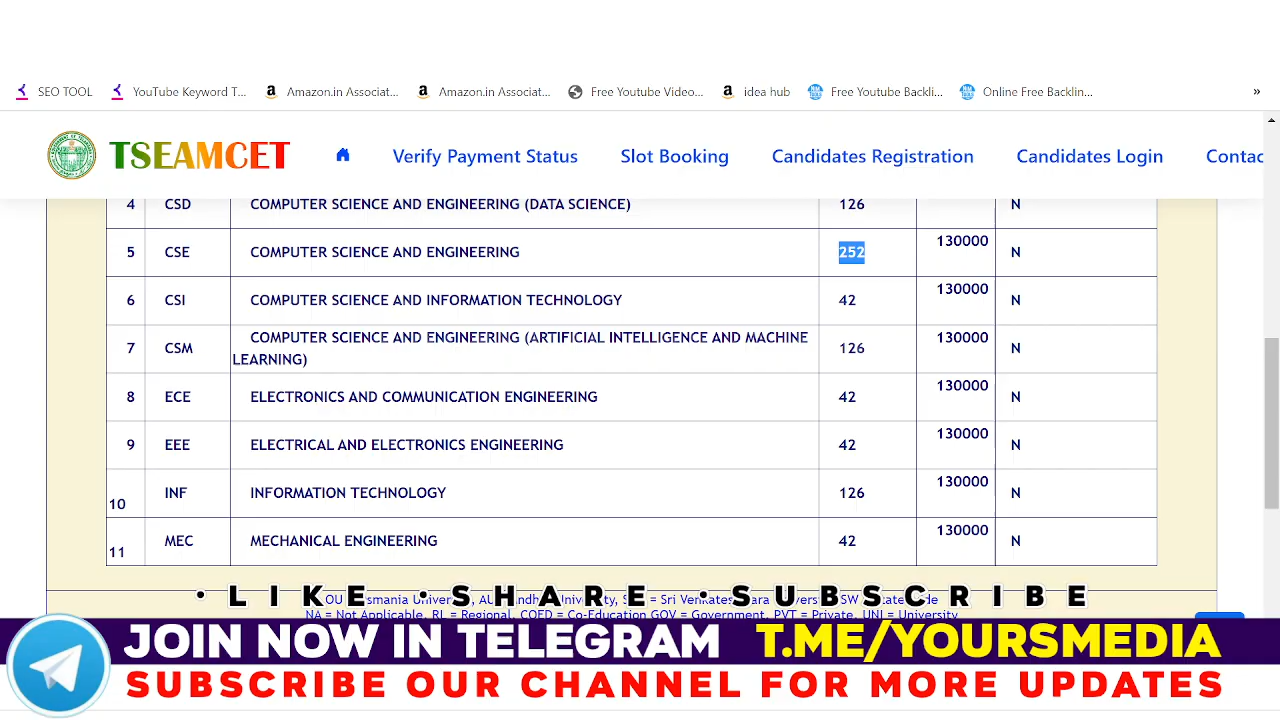 SEO TOOL YouTube Keyword T... Amazon.in Associat... Amazon.in Associat... Free Youtube Video... idea hub Free Youtube Backli... Online Free Backlin... »
TSEAMCET Verify Payment Status Slot Booking Candidates Registration Candidates Login Contac
4 CSD COMPUTER SCIENCE AND ENGINEERING (DATA SCIENCE) 126 N
5 CSE COMPUTER SCIENCE AND ENGINEERING 252 130000 N
6 CSI COMPUTER SCIENCE AND INFORMATION TECHNOLOGY 42 130000 N
7 CSM COMPUTER SCIENCE AND ENGINEERING (ARTIFICIAL INTELLIGENCE AND MACHINE LEARNING) 126 130000 N
8 ECE ELECTRONICS AND COMMUNICATION ENGINEERING 42 130000 N
9 EEE ELECTRICAL AND ELECTRONICS ENGINEERING 42 130000 N
10 INF INFORMATION TECHNOLOGY 126 130000 N
11 MEC MECHANICAL ENGINEERING 42 130000 N
• LIKE • SHARE • SUBSCRIBE
NA = Not Applicable, RL = Regional, COED = Co-Education GOV = Government, PVT = Private, UNI = University
JOIN NOW IN TELEGRAM T.ME/YOURSMEDIA
SUBSCRIBE OUR CHANNEL FOR MORE UPDATES